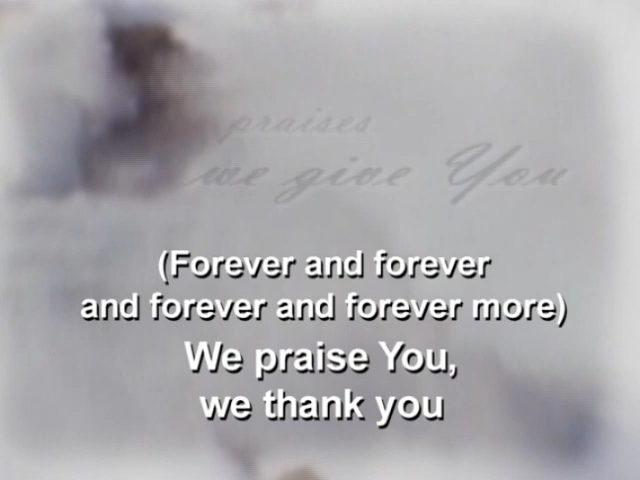 praises
we give You
(Forever and forever
and forever and forever more)
We praise You,
we thank you